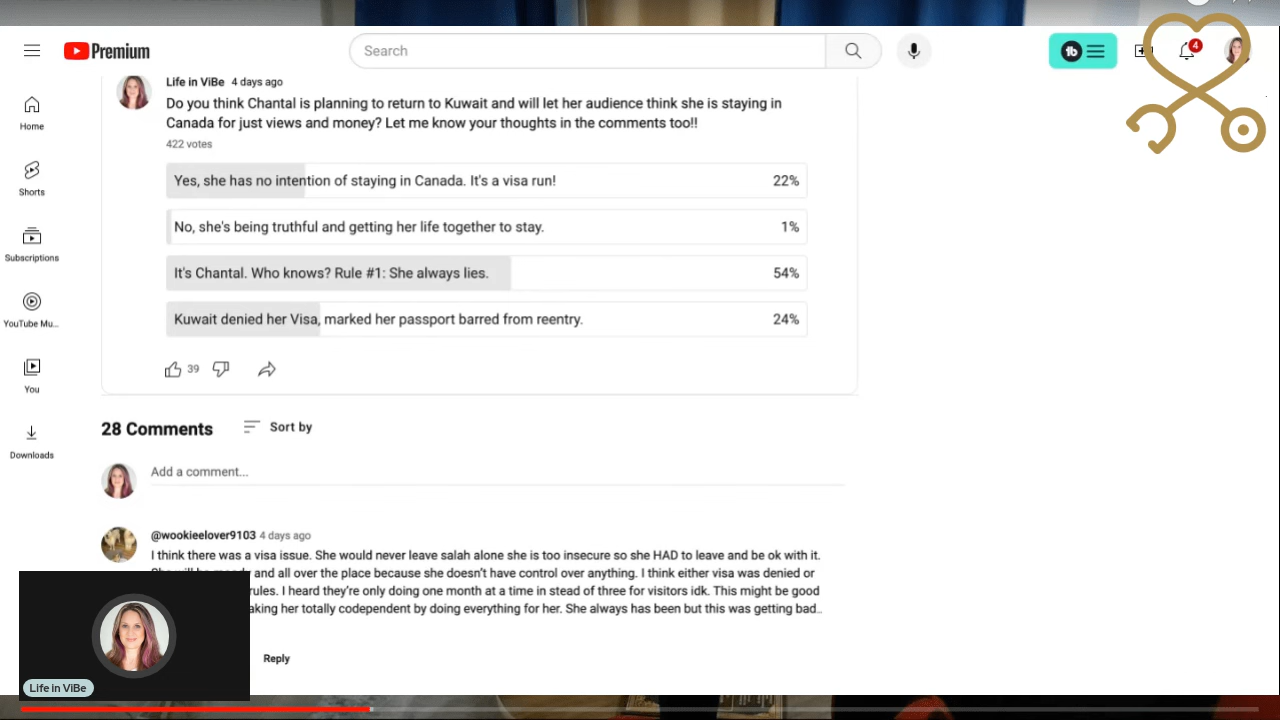 Premium
Search
4
Life in ViBe 4 days ago
Do you think Chantal is planning to return to Kuwait and will let her audience think she is staying in
Canada for just views and money? Let me know your thoughts in the comments too!!
422 votes
Yes, she has no intention of staying in Canada. It's a visa run! 22%
No, she's being truthful and getting her life together to stay. 1%
It's Chantal. Who knows? Rule #1: She always lies. 54%
Kuwait denied her Visa, marked her passport barred from reentry. 24%
39
Home
Shorts
Subscriptions
YouTube Mu...
You
Downloads
28 Comments Sort by
Add a comment...
@wookieelover9103 4 days ago
I think there was a visa issue. She would never leave salah alone she is too insecure so she HAD to leave and be ok with it.
and all over the place because she doesn't have control over anything. I think either visa was denied or
rules. I heard they're only doing one month at a time in stead of three for visitors idk. This might be good
aking her totally codependent by doing everything for her. She always has been but this was getting bad...
Reply
Life in ViBe